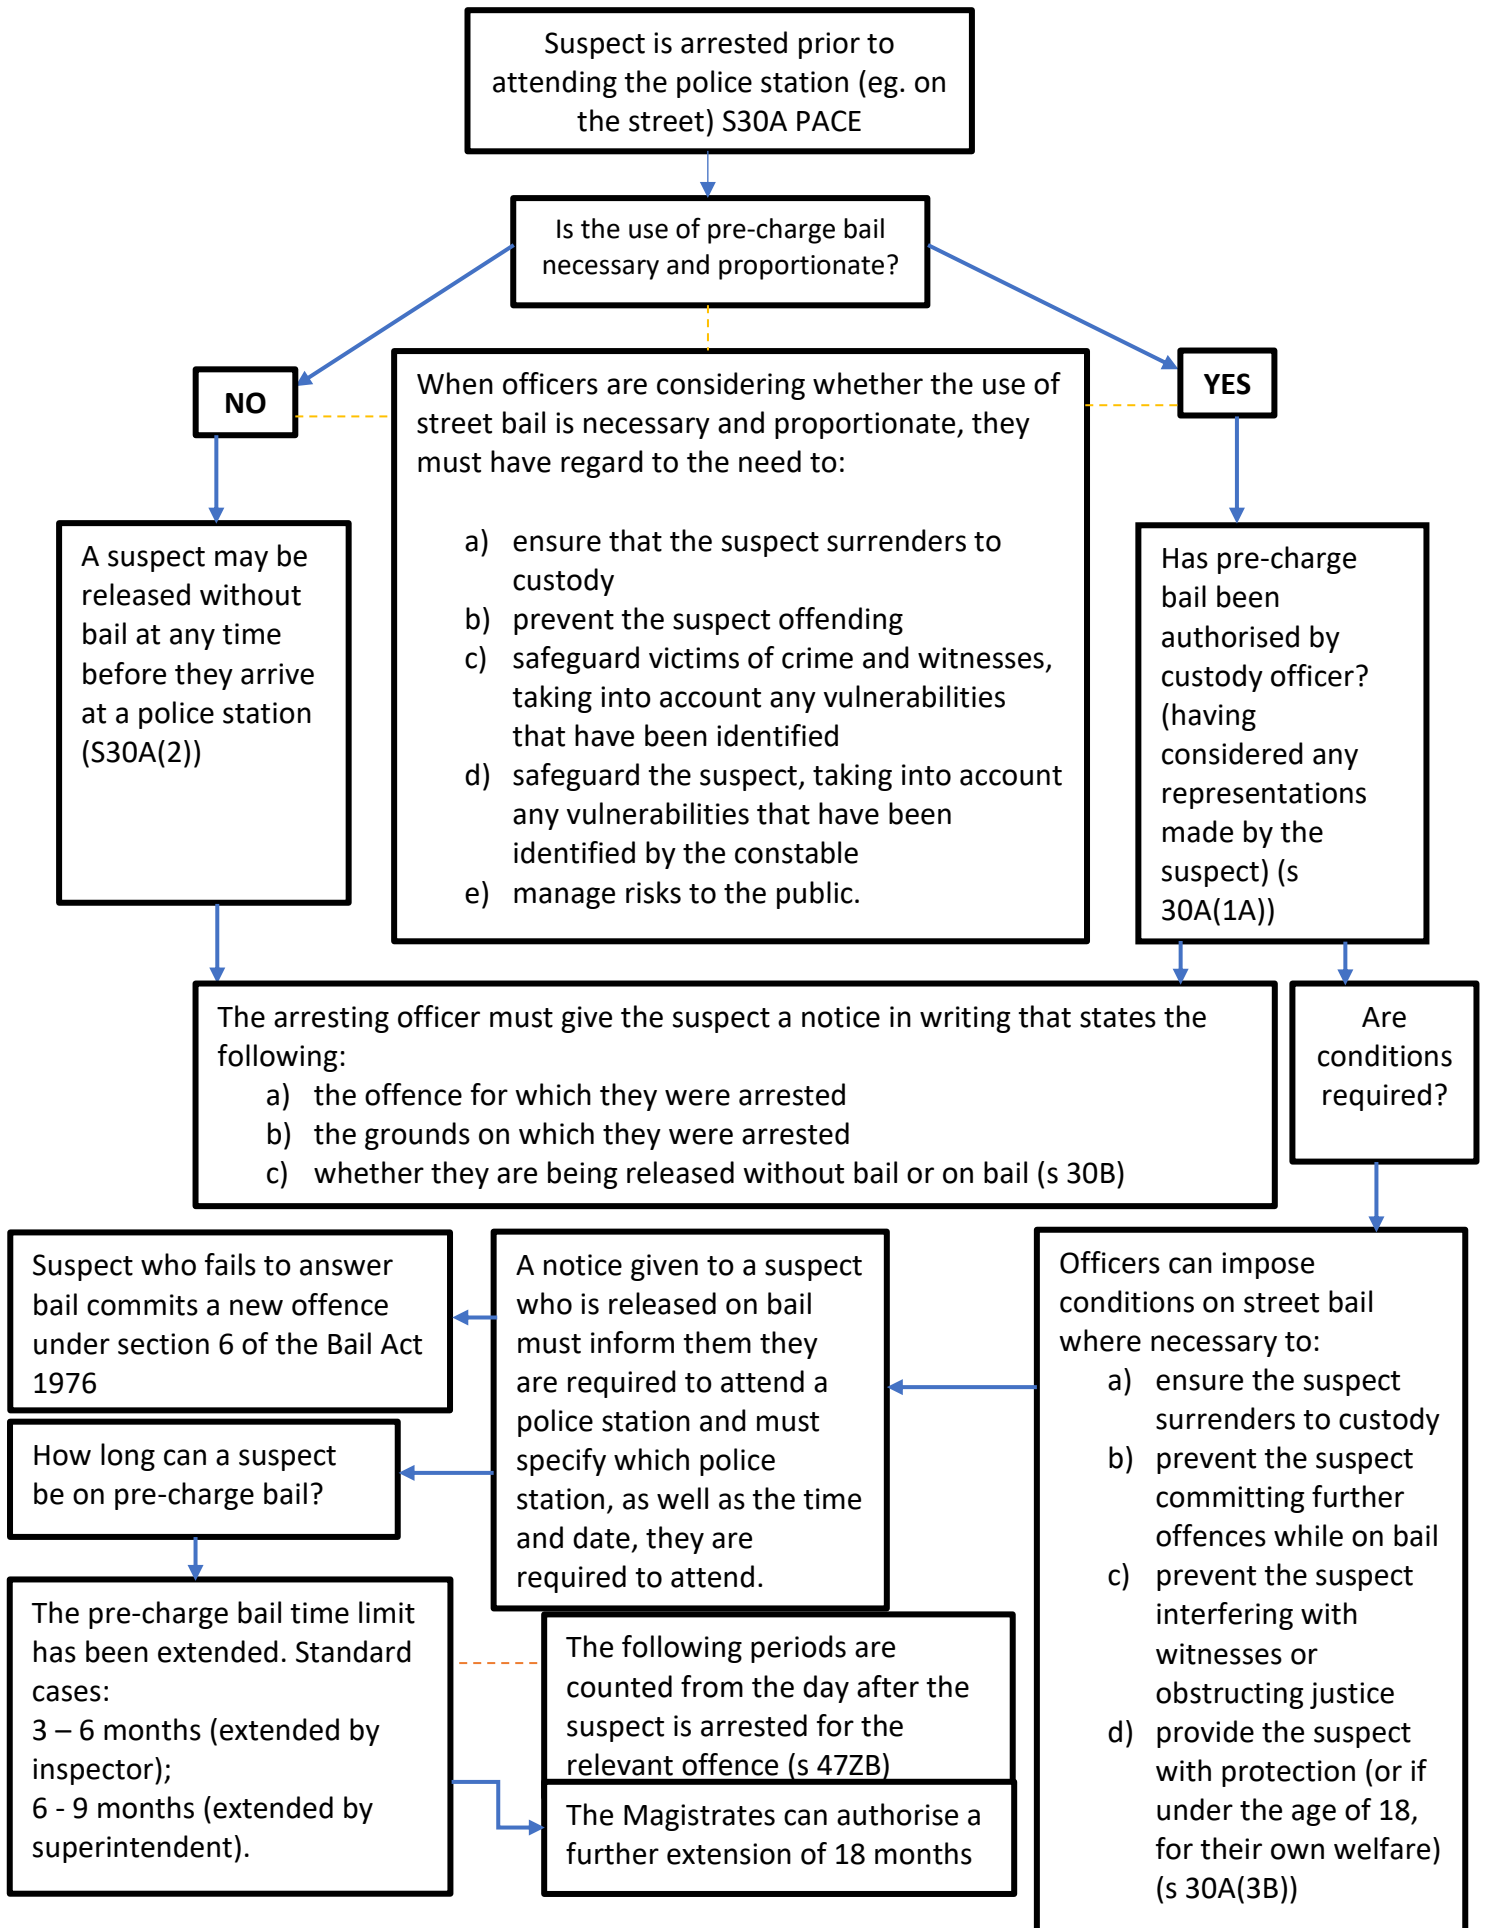 Suspect is arrested prior to
attending the police station (eg. on
the street) S30A PACE
Is the use of pre-charge bail
necessary and proportionate?
NO
When officers are considering whether the use of
street bail is necessary and proportionate, they
must have regard to the need to:
a) ensure that the suspect surrenders to
custody
b) prevent the suspect offending
c) safeguard victims of crime and witnesses,
taking into account any vulnerabilities
that have been identified
d) safeguard the suspect, taking into account
any vulnerabilities that have been
identified by the constable
e) manage risks to the public.
YES
A suspect may be
released without
bail at any time
before they arrive
at a police station
(S30A(2))
Has pre-charge
bail been
authorised by
custody officer?
(having
considered any
representations
made by the
suspect) (s
30A(1A))
The arresting officer must give the suspect a notice in writing that states the
following:
a) the offence for which they were arrested
b) the grounds on which they were arrested
c) whether they are being released without bail or on bail (s 30B)
Are
conditions
required?
Suspect who fails to answer
bail commits a new offence
under section 6 of the Bail Act
1976
A notice given to a suspect
who is released on bail
must inform them they
are required to attend a
police station and must
specify which police
station, as well as the time
and date, they are
required to attend.
Officers can impose
conditions on street bail
where necessary to:
a) ensure the suspect
surrenders to custody
b) prevent the suspect
committing further
offences while on bail
c) prevent the suspect
interfering with
witnesses or
obstructing justice
d) provide the suspect
with protection (or if
under the age of 18,
for their own welfare)
(s 30A(3B))
How long can a suspect
be on pre-charge bail?
The pre-charge bail time limit
has been extended. Standard
cases:
3 – 6 months (extended by
inspector);
6 - 9 months (extended by
superintendent).
The following periods are
counted from the day after the
suspect is arrested for the
relevant offence (s 47ZB)
The Magistrates can authorise a
further extension of 18 months